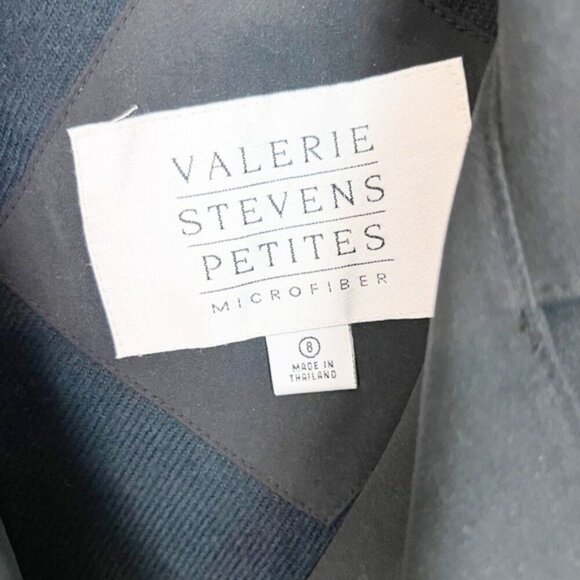 VALERIE
STEVENS
PETITES
MICROFIBER
8
MADE IN
THAILAND